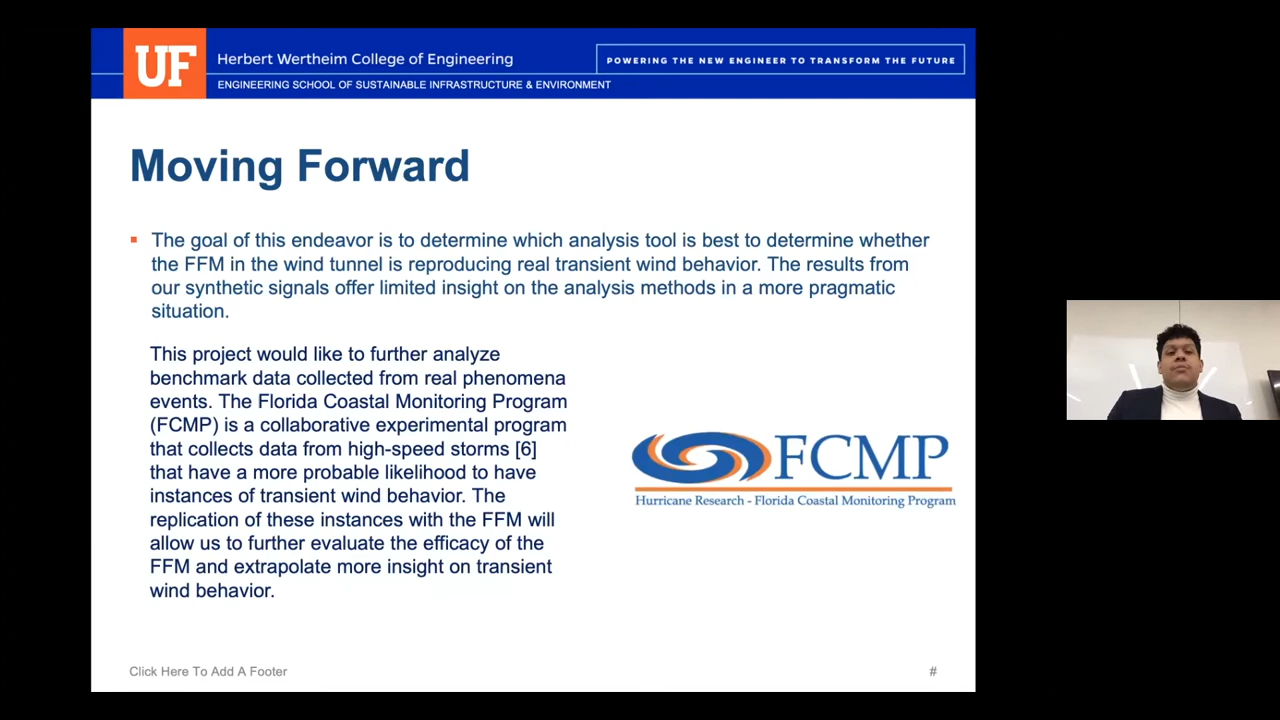 UF
Herbert Wertheim College of Engineering
POWERING THE NEW ENGINEER TO TRANSFORM THE FUTURE
ENGINEERING SCHOOL OF SUSTAINABLE INFRASTRUCTURE & ENVIRONMENT
Moving Forward
The goal of this endeavor is to determine which analysis tool is best to determine whether
the FFM in the wind tunnel is reproducing real transient wind behavior. The results from
our synthetic signals offer limited insight on the analysis methods in a more pragmatic
situation.
This project would like to further analyze
benchmark data collected from real phenomena
events. The Florida Coastal Monitoring Program
(FCMP) is a collaborative experimental program
that collects data from high-speed storms [6]
that have a more probable likelihood to have
instances of transient wind behavior. The
replication of these instances with the FFM will
allow us to further evaluate the efficacy of the
FFM and extrapolate more insight on transient
wind behavior.
FCMP
Hurricane Research - Florida Coastal Monitoring Program
Click Here To Add A Footer
#